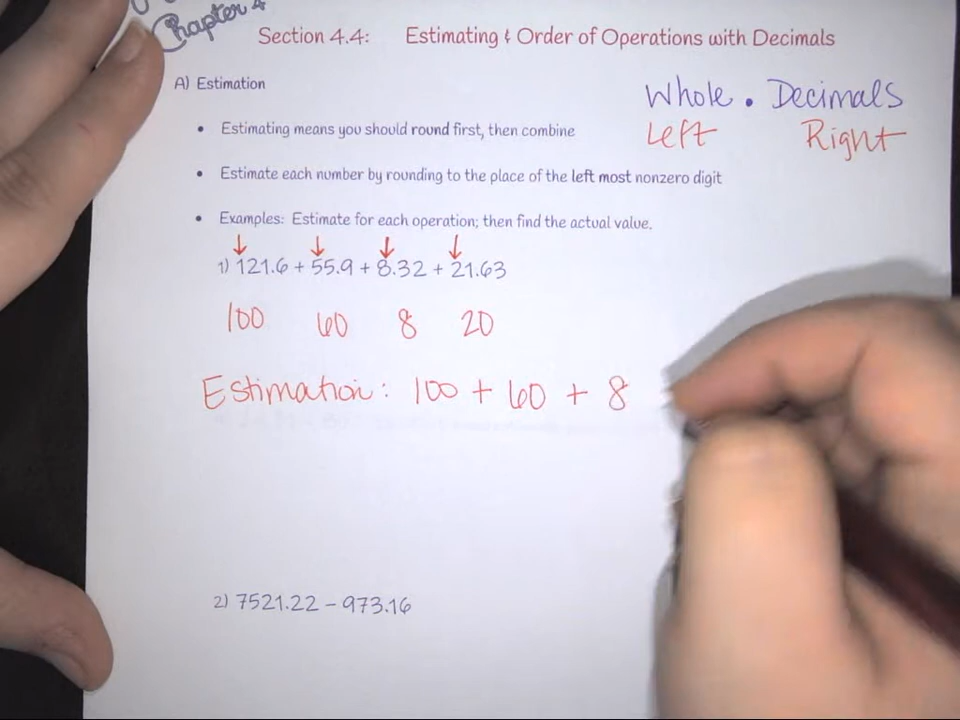 Chapter 4
Section 4.4: Estimating & Order of Operations with Decimals
A) Estimation
Whole . Decimals
Left Right
• Estimating means you should round first, then combine
• Estimate each number by rounding to the place of the left most nonzero digit
• Examples: Estimate for each operation; then find the actual value.
↓ ↓ ↓ ↓
1) 121.6 + 55.9 + 8.32 + 21.63
100 60 8 20
Estimation: 100 + 60 + 8
2) 7521.22 – 973.16